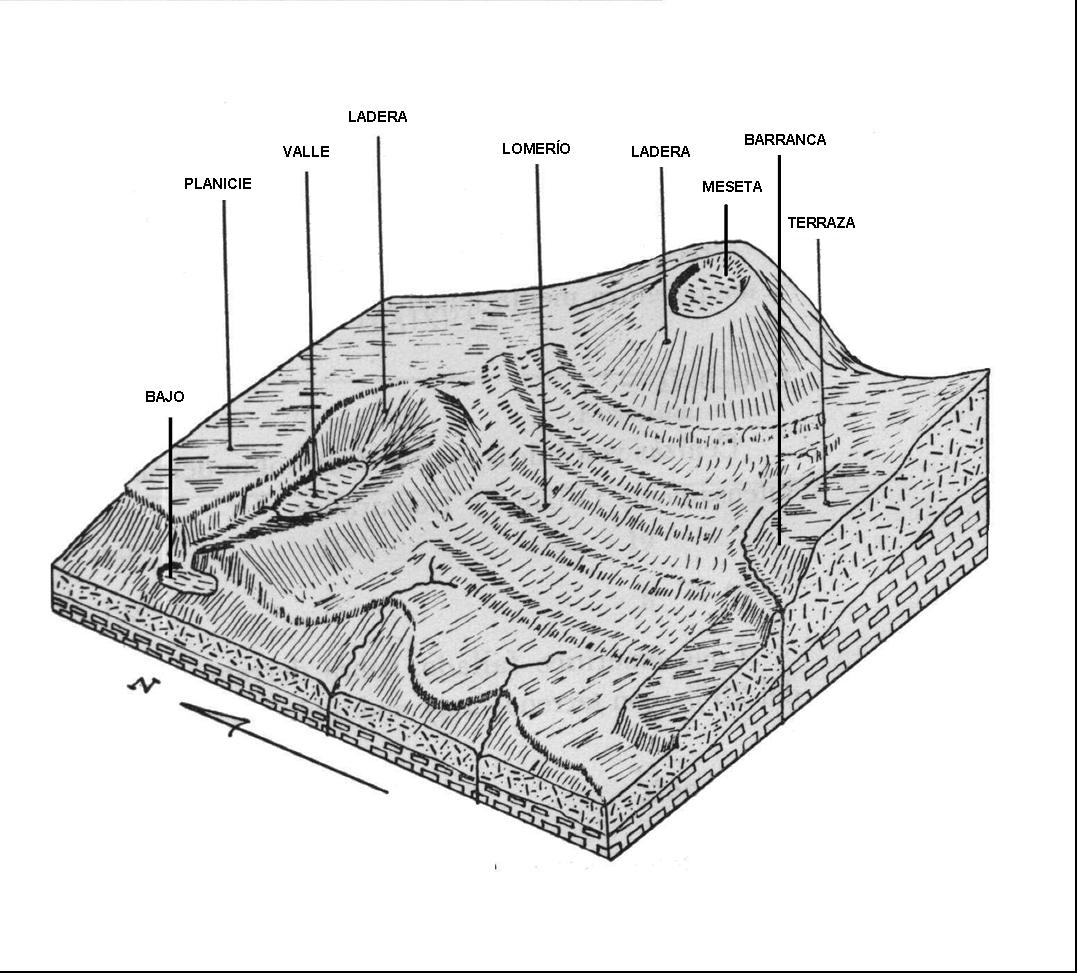 LADERA
BARRANCA
VALLE
LOMERÍO
LADERA
PLANICIE
MESETA
TERRAZA
BAJO
N